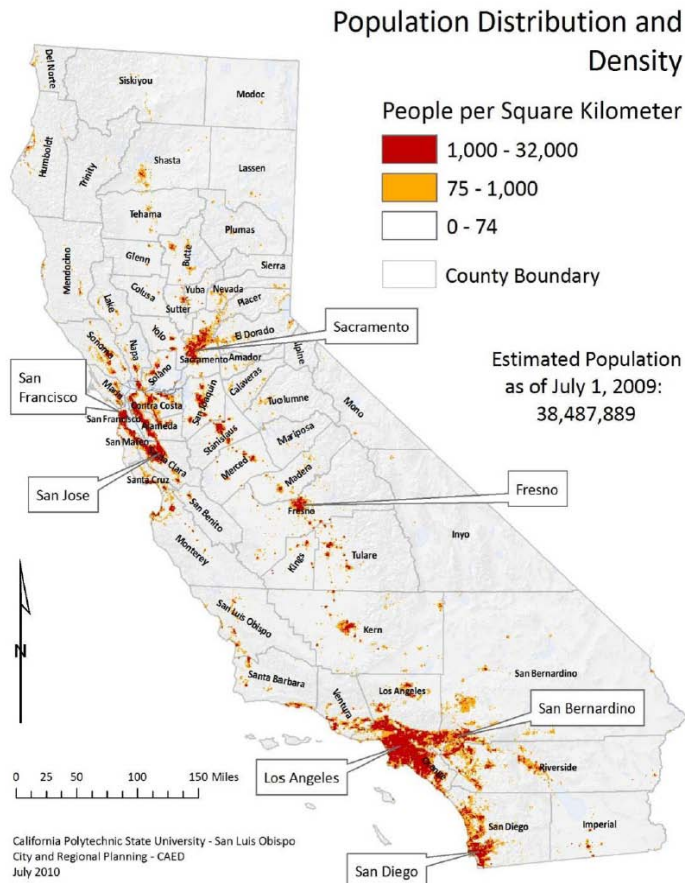 Population Distribution and
Density
People per Square Kilometer
1,000 - 32,000
75 - 1,000
0 - 74
County Boundary
Estimated Population
as of July 1, 2009:
38,487,889
Del Norte
Siskiyou
Modoc
Humboldt
Trinity
Shasta
Lassen
Tehama
Plumas
Mendocino
Glenn
Butte
Sierra
Colusa
Lake
Yuba
Nevada
Sutter
Placer
Sacramento
Sonoma
Napa
Yolo
El Dorado
Sacramento
Amador
Alpine
Solano
San
Francisco
Marin
Calaveras
Contra Costa
San Joaquin
Tuolumne
Mono
San Francisco
Alameda
San Mateo
Stanislaus
Mariposa
Santa Clara
Merced
Madera
San Jose
Santa Cruz
San Benito
Fresno
Fresno
Monterey
Kings
Tulare
Inyo
N
San Luis Obispo
Kern
Santa Barbara
Ventura
Los Angeles
San Bernardino
San Bernardino
Los Angeles
Orange
Riverside
San Diego
Imperial
San Diego
0 25 50 100 150 Miles
California Polytechnic State University - San Luis Obispo
City and Regional Planning - CAED
July 2010